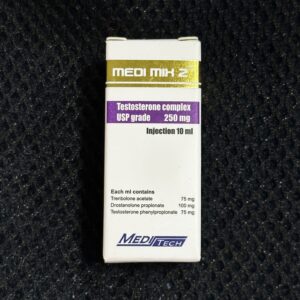 MEDI MIX 2
Testosterone complex
USP grade 250 mg
Injection 10 ml
Each ml contains
Trenbolone acetate 75 mg
Drostanolone propionate 100 mg
Testosterone phenylpropionate 75 mg
MEDITECH